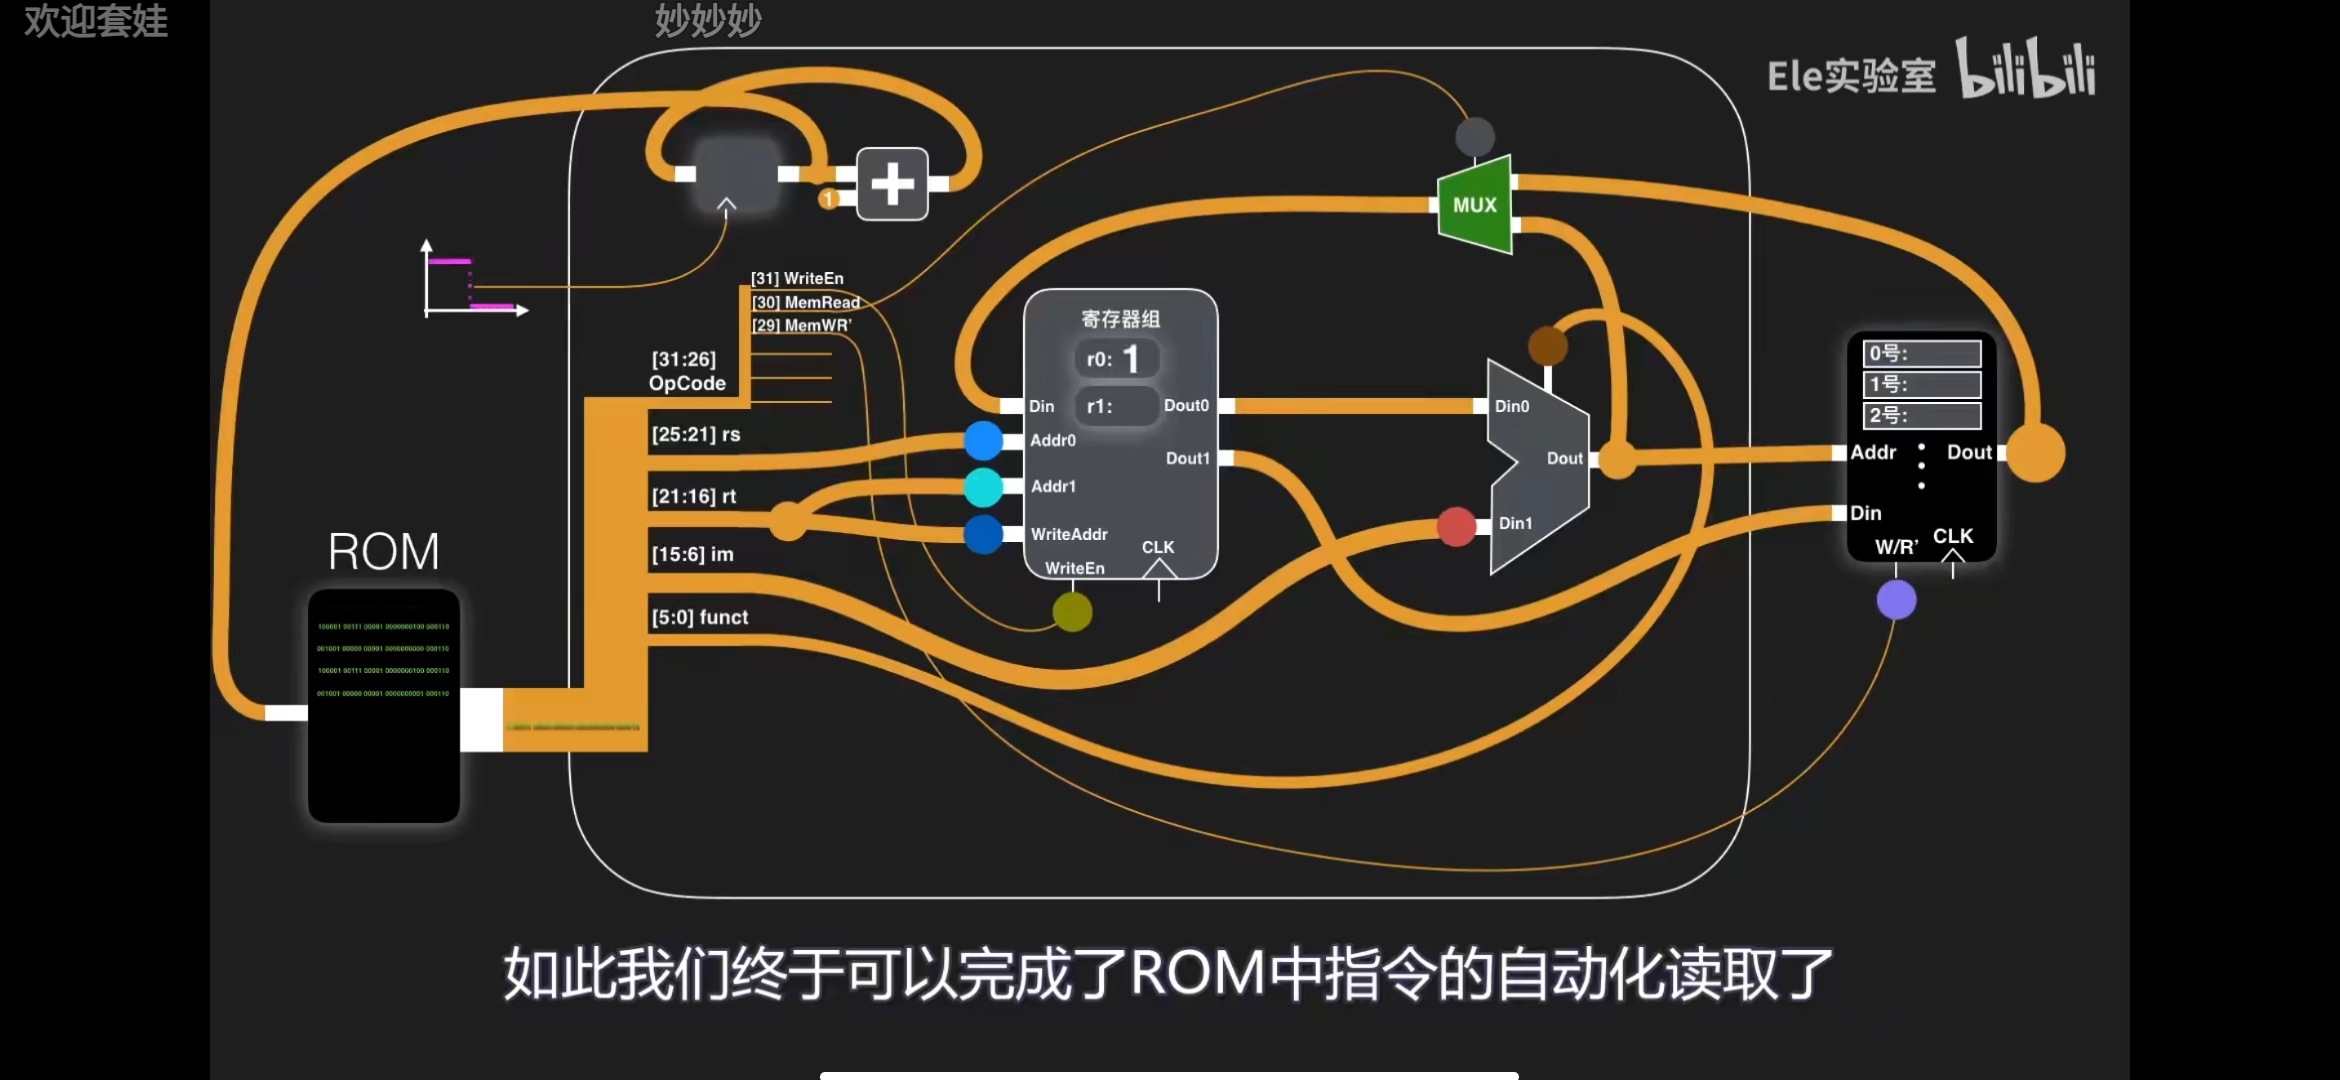 欢迎套娃
妙妙妙
Ele实验室 bilibili
1
MUX
[31] WriteEn
[30] MemRead
[29] MemWR'
[31:26]
OpCode
[25:21] rs
[21:16] rt
[15:6] im
[5:0] funct
寄存器组
r0: 1
r1:
Din
Dout0
Addr0
Dout1
Addr1
WriteAddr
CLK
WriteEn
Din0
Dout
Din1
0号:
1号:
2号:
Addr
Dout
Din
W/R'
CLK
ROM
100001 00111 00001 0000000100 000110
001001 00000 00001 0000000000 000110
100001 00111 00001 0000000100 000110
001001 00000 00001 0000000001 000110
如此我们终于可以完成了ROM中指令的自动化读取了